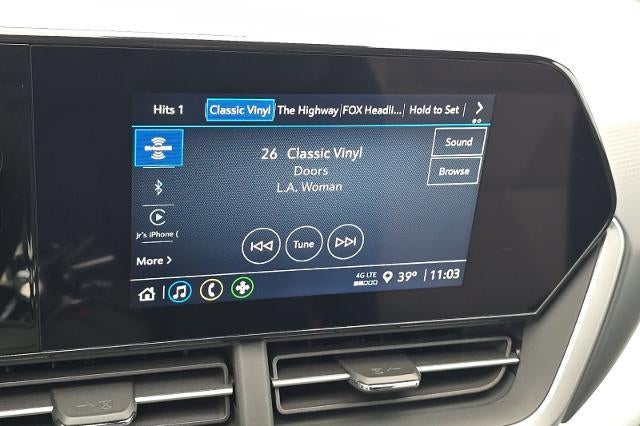 Hits 1 Classic Vinyl The Highway FOX Headli... Hold to Set
26 Classic Vinyl
Sound
Doors
L.A. Woman
Browse
Jr's iPhone (
Tune
More
4G LTE 39° 11:03